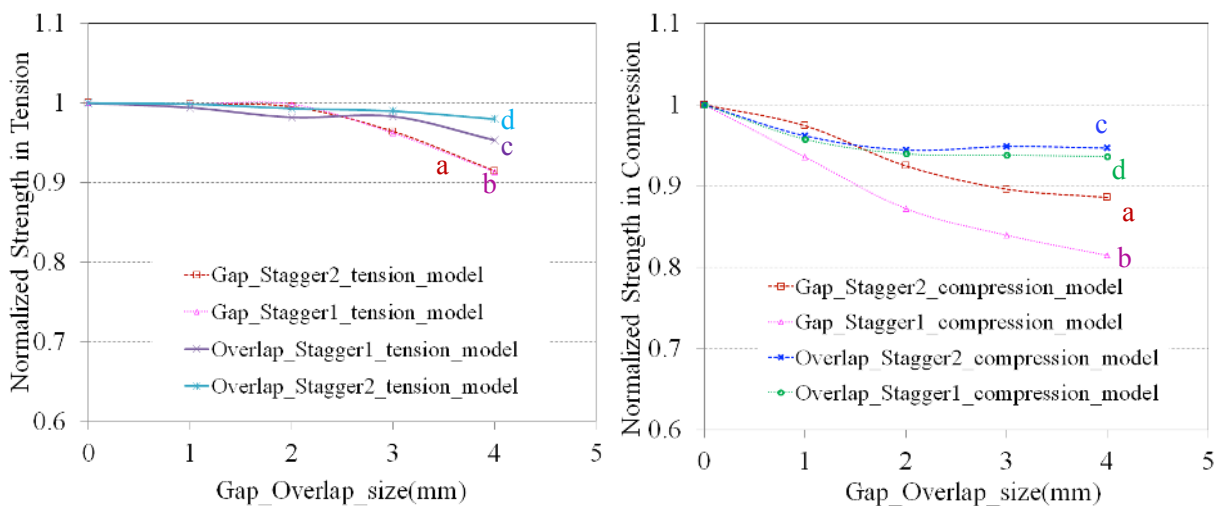 Normalized Strength in Tension
1.1
1
0.9
0.8
0.7
0.6
0
1
2
3
4
5
Gap_Overlap_size(mm)
a
b
c
d
Gap_Stagger2_tension_model
Gap_Stagger1_tension_model
Overlap_Stagger1_tension_model
Overlap_Stagger2_tension_model
Normalized Strength in Compression
1.1
1
0.9
0.8
0.7
0.6
0
1
2
3
4
5
Gap_Overlap_size(mm)
c
d
a
b
Gap_Stagger2_compression_model
Gap_Stagger1_compression_model
Overlap_Stagger2_compression_model
Overlap_Stagger1_compression_model